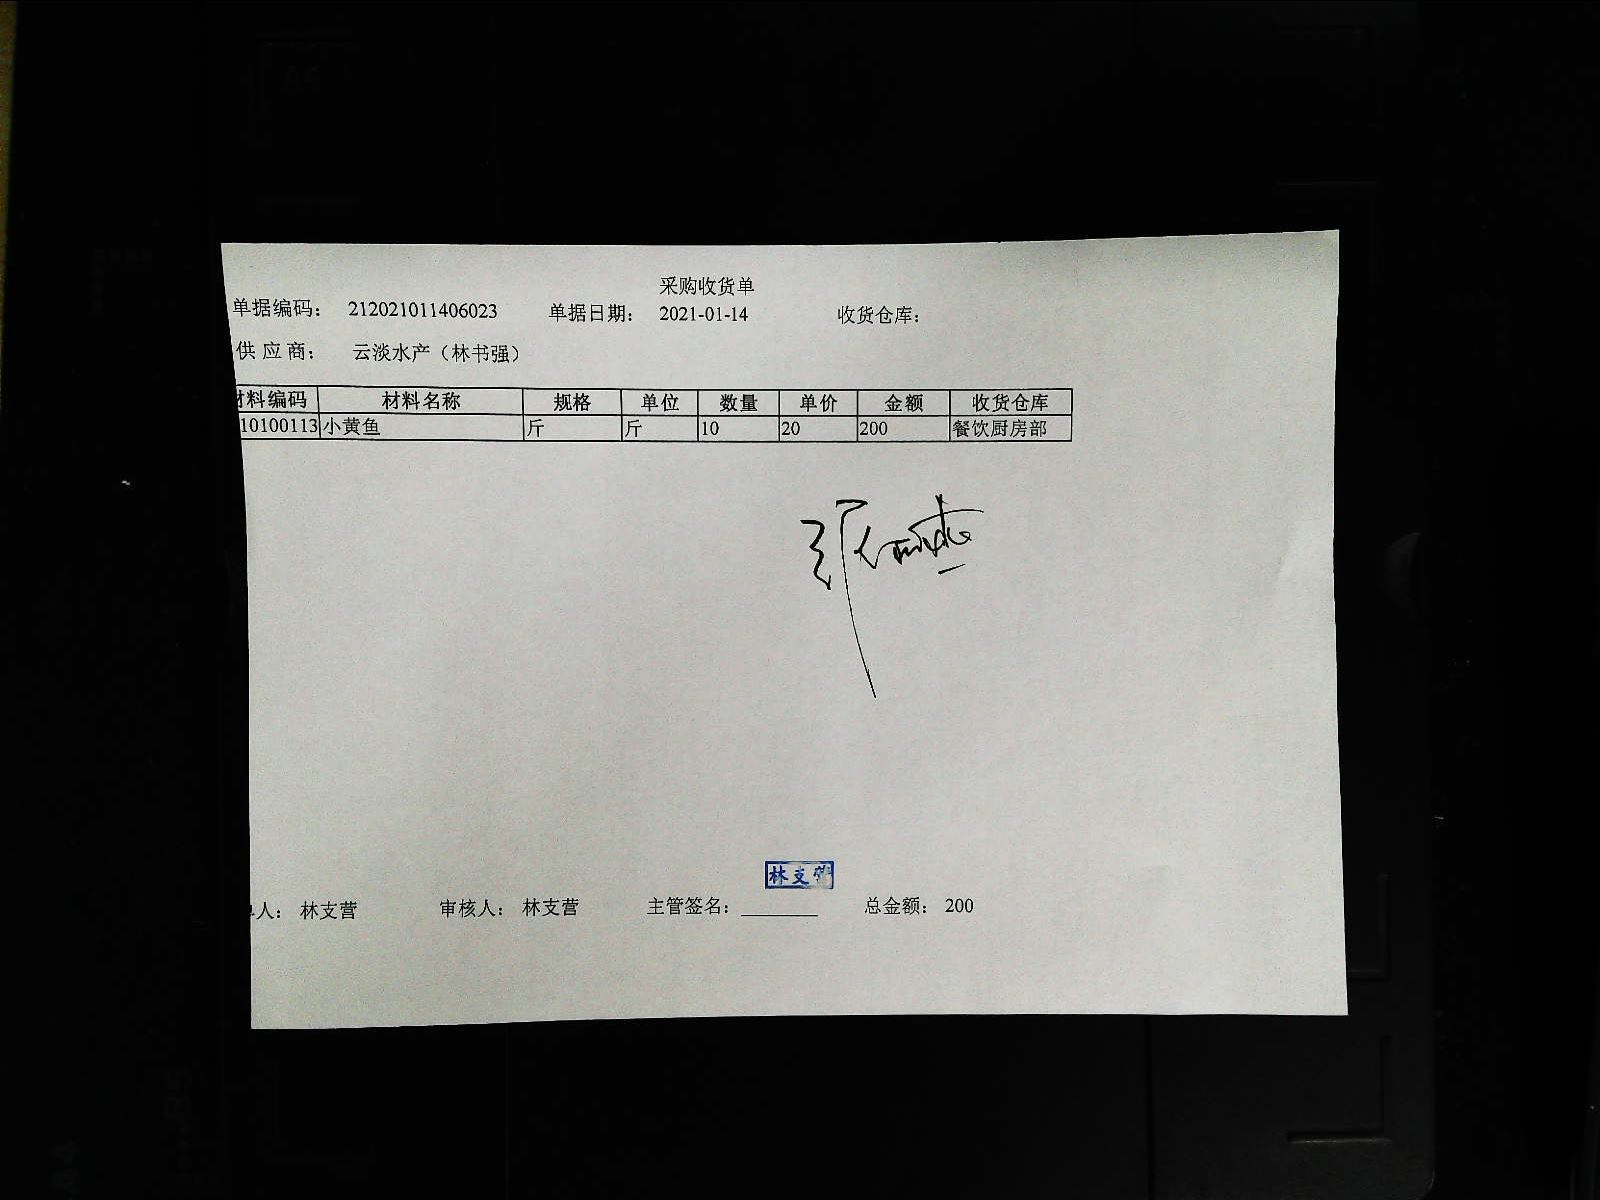 采购收货单
单据编码： 212021011406023 单据日期： 2021-01-14 收货仓库：
供应商： 云淡水产（林书强）
材料编码 材料名称 规格 单位 数量 单价 金额 收货仓库
10100113 小黄鱼 斤 斤 10 20 200 餐饮厨房部
林支营
人： 林支营 审核人： 林支营 主管签名： 总金额： 200